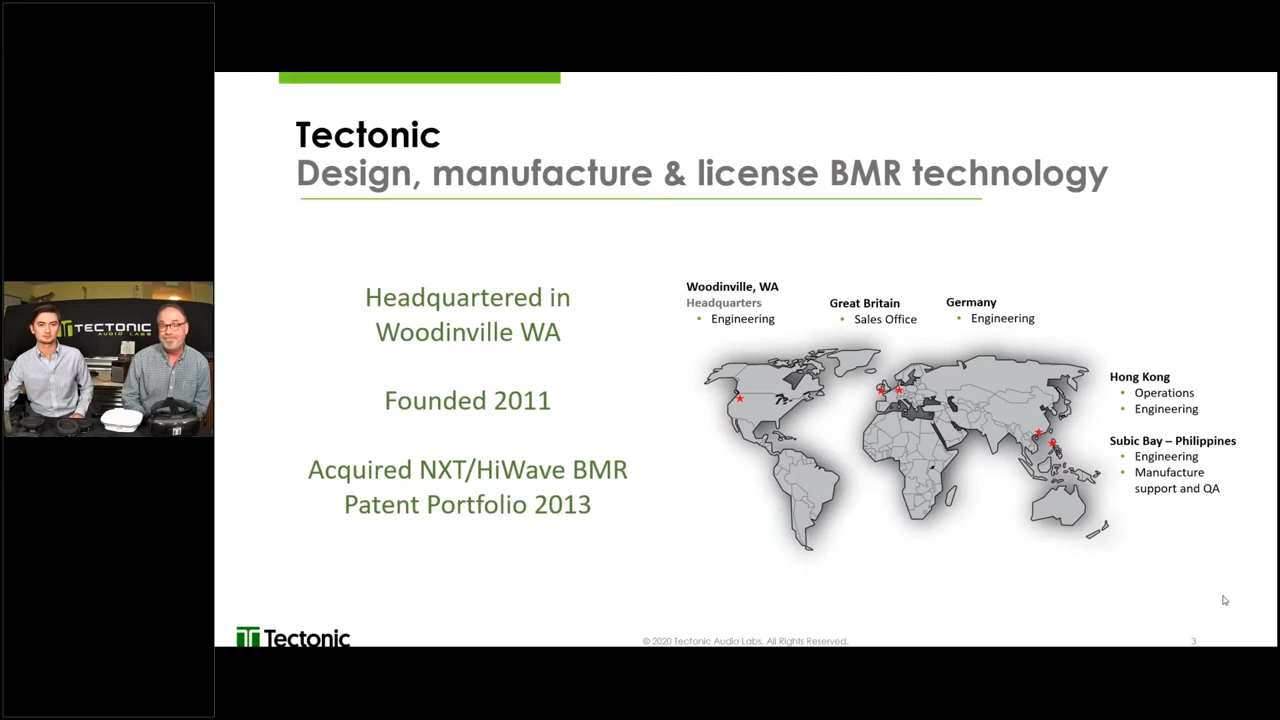 Tectonic
Design, manufacture & license BMR technology
Headquartered in
Woodinville WA
Founded 2011
Acquired NXT/HiWave BMR
Patent Portfolio 2013
Woodinville, WA
Headquarters
• Engineering
Great Britain
• Sales Office
Germany
• Engineering
Hong Kong
• Operations
• Engineering
Subic Bay – Philippines
• Engineering
• Manufacture
support and QA
TECTONIC
AUDIO LABS
Tectonic
© 2020 Tectonic Audio Labs. All Rights Reserved.
3